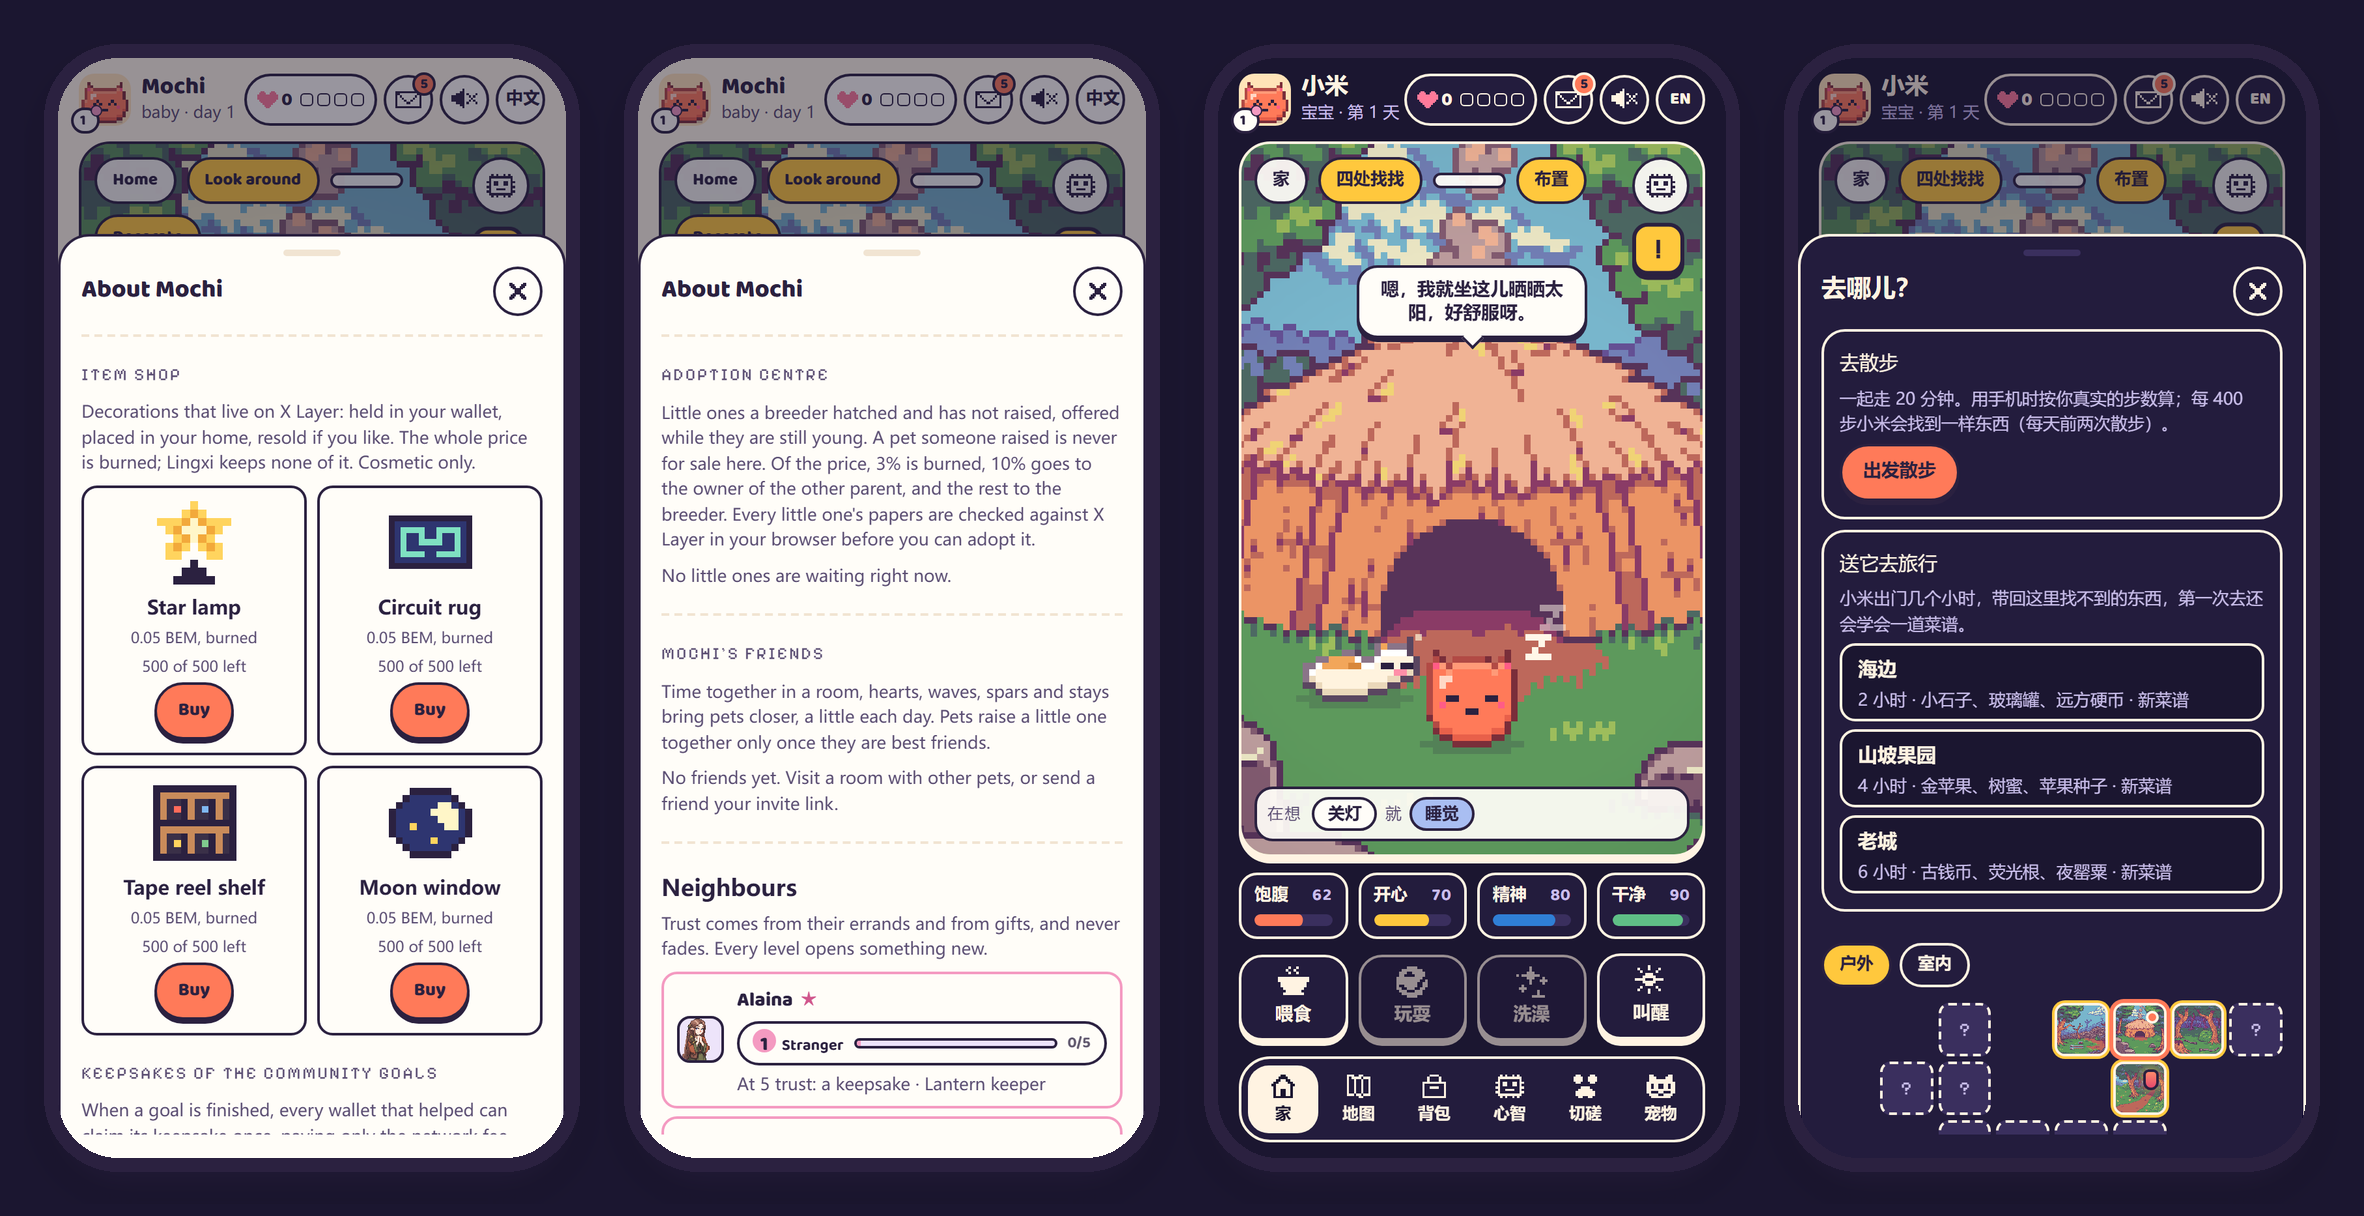 Mochi
baby · day 1
1
0
5
中文
Home
Look around
About Mochi
ITEM SHOP
Decorations that live on X Layer: held in your wallet,
placed in your home, resold if you like. The whole price
is burned; Lingxi keeps none of it. Cosmetic only.
Star lamp
0.05 BEM, burned
500 of 500 left
Buy
Circuit rug
0.05 BEM, burned
500 of 500 left
Buy
Tape reel shelf
0.05 BEM, burned
500 of 500 left
Buy
Moon window
0.05 BEM, burned
500 of 500 left
Buy
KEEPSAKES OF THE COMMUNITY GOALS
When a goal is finished, every wallet that helped can
Mochi
baby · day 1
1
0
5
中文
Home
Look around
About Mochi
ADOPTION CENTRE
Little ones a breeder hatched and has not raised, offered
while they are still young. A pet someone raised is never
for sale here. Of the price, 3% is burned, 10% goes to
the owner of the other parent, and the rest to the
breeder. Every little one's papers are checked against X
Layer in your browser before you can adopt it.
No little ones are waiting right now.
MOCHI'S FRIENDS
Time together in a room, hearts, waves, spars and stays
bring pets closer, a little each day. Pets raise a little one
together only once they are best friends.
No friends yet. Visit a room with other pets, or send a
friend your invite link.
Neighbours
Trust comes from their errands and from gifts, and never
fades. Every level opens something new.
Alaina
1 Stranger 0/5
At 5 trust: a keepsake · Lantern keeper
小米
宝宝 · 第 1 天
1
0
5
EN
家
四处找找
布置
!
嗯，我就坐这儿晒晒太
阳，好舒服呀。
Z
Z
在想 关灯 就 睡觉
饱腹 62
开心 70
精神 80
干净 90
喂食
玩耍
洗澡
叫醒
家
地图
背包
心智
切磋
宠物
小米
宝宝 · 第 1 天
1
0
5
EN
家
四处找找
布置
去哪儿？
去散步
一起走 20 分钟。用手机时按你真实的步数算；每 400
步小米会找到一样东西（每天前两次散步）。
出发散步
送它去旅行
小米出门几个小时，带回这里找不到的东西，第一次去还
会学会一道菜谱。
海边
2 小时 · 小石子、玻璃罐、远方硬币 · 新菜谱
山坡果园
4 小时 · 金苹果、树蜜、苹果种子 · 新菜谱
老城
6 小时 · 古钱币、荧光根、夜罂粟 · 新菜谱
户外
室内
?
?
?
?